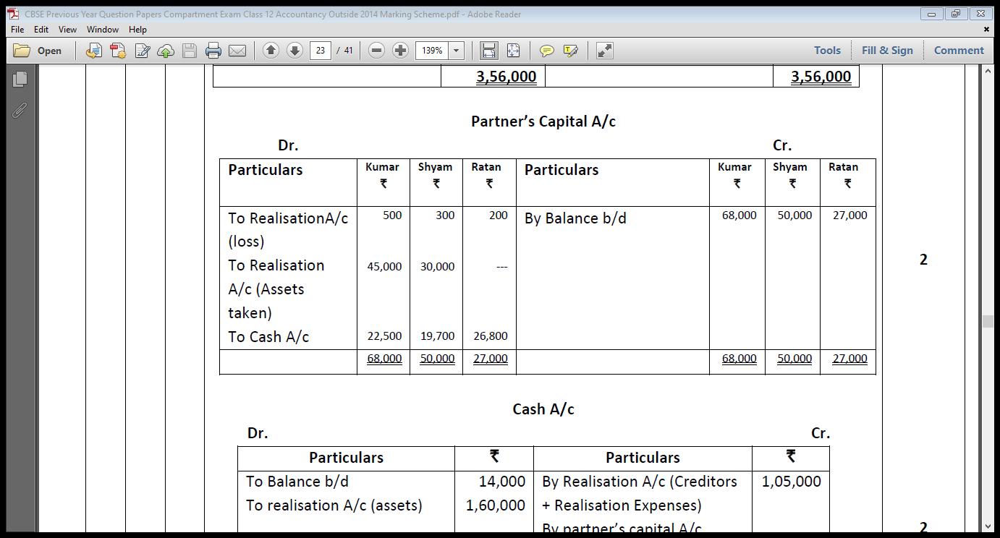 CBSE Previous Year Question Papers Compartment Exam Class 12 Accountancy Outside 2014 Marking Scheme.pdf - Adobe Reader
File Edit View Window Help
Open 23 / 41 139% Tools Fill & Sign Comment
3,56,000 3,56,000
Partner’s Capital A/c
Dr. Cr.
Particulars Kumar Shyam Ratan Particulars Kumar Shyam Ratan
₹ ₹ ₹ ₹ ₹ ₹
To RealisationA/c 500 300 200 By Balance b/d 68,000 50,000 27,000
(loss)
To Realisation 45,000 30,000 --- 2
A/c (Assets
taken)
To Cash A/c 22,500 19,700 26,800
68,000 50,000 27,000 68,000 50,000 27,000
Cash A/c
Dr. Cr.
Particulars ₹ Particulars ₹
To Balance b/d 14,000 By Realisation A/c (Creditors 1,05,000
To realisation A/c (assets) 1,60,000 + Realisation Expenses)
By partner’s capital A/c 2